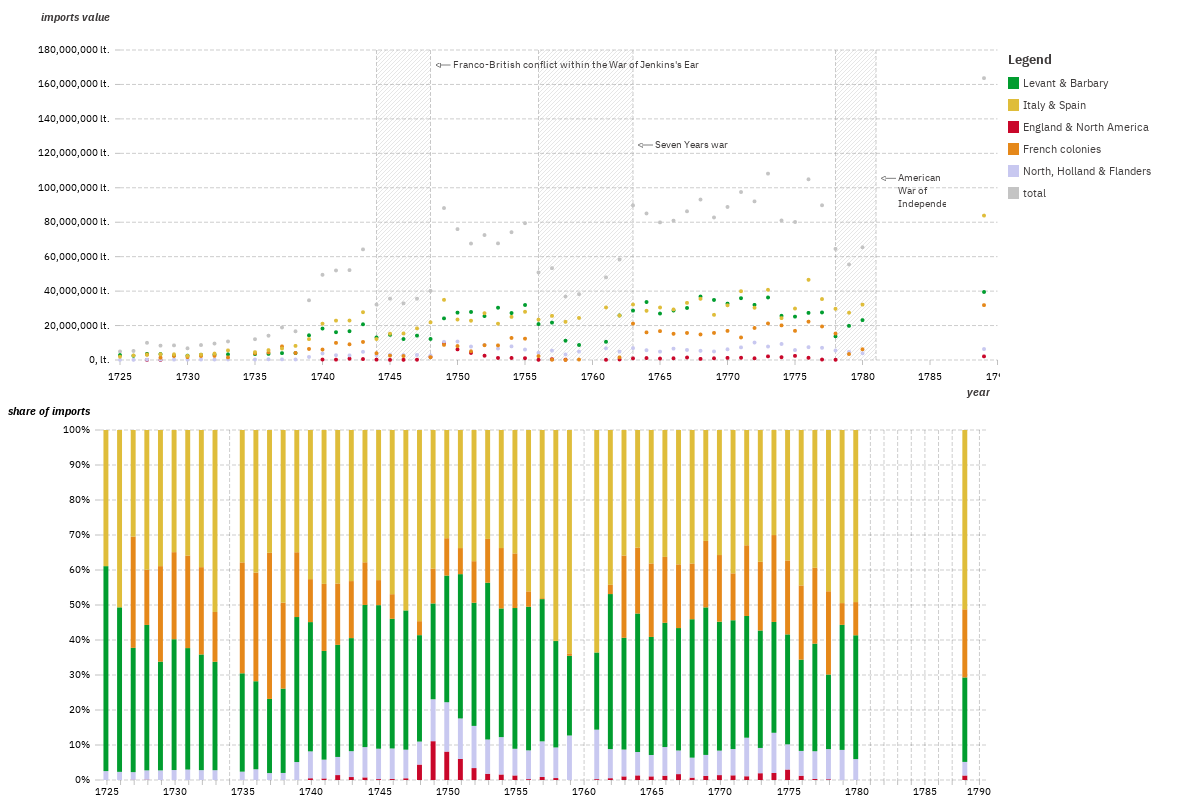 imports value
180,000,000 lt.
160,000,000 lt.
140,000,000 lt.
120,000,000 lt.
100,000,000 lt.
80,000,000 lt.
60,000,000 lt.
40,000,000 lt.
20,000,000 lt.
0, lt.
Franco-British conflict within the War of Jenkins's Ear
Seven Years war
American
War of
Independe
1725 1730 1735 1740 1745 1750 1755 1760 1765 1770 1775 1780 1785 179
year
Legend
Levant & Barbary
Italy & Spain
England & North America
French colonies
North, Holland & Flanders
total
share of imports
100%
90%
80%
70%
60%
50%
40%
30%
20%
10%
0%
1725 1730 1735 1740 1745 1750 1755 1760 1765 1770 1775 1780 1785 1790